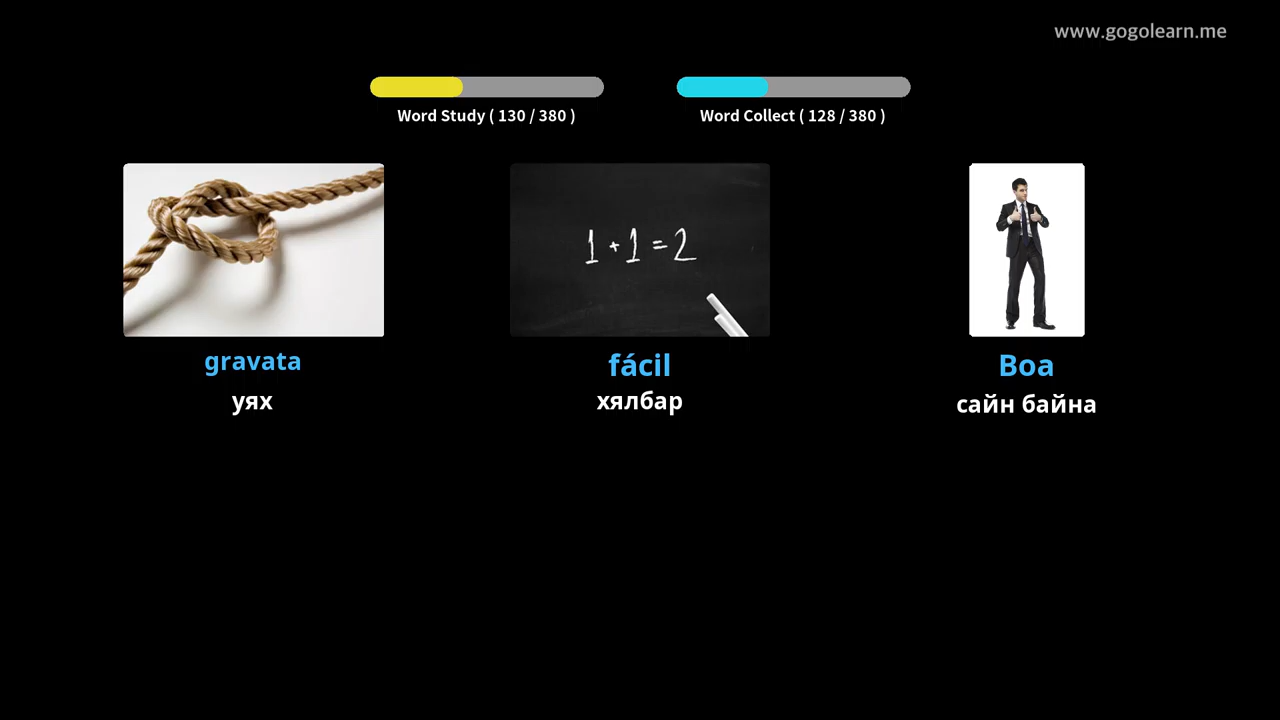 www.gogolearn.me
Word Study ( 130 / 380 )
Word Collect ( 128 / 380 )
1 + 1 = 2
gravata
fácil
Boa
уях
хялбар
сайн байна